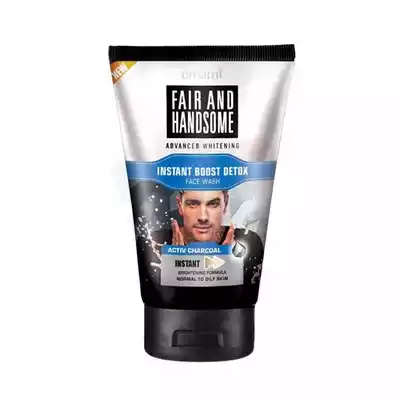 NEW
emami
FAIR AND
HANDSOME
ADVANCED WHITENING
INSTANT BOOST DETOX
FACE WASH
ACTIV CHARCOAL
INSTANT
BRIGHTENING FORMULA
NORMAL TO OILY SKIN